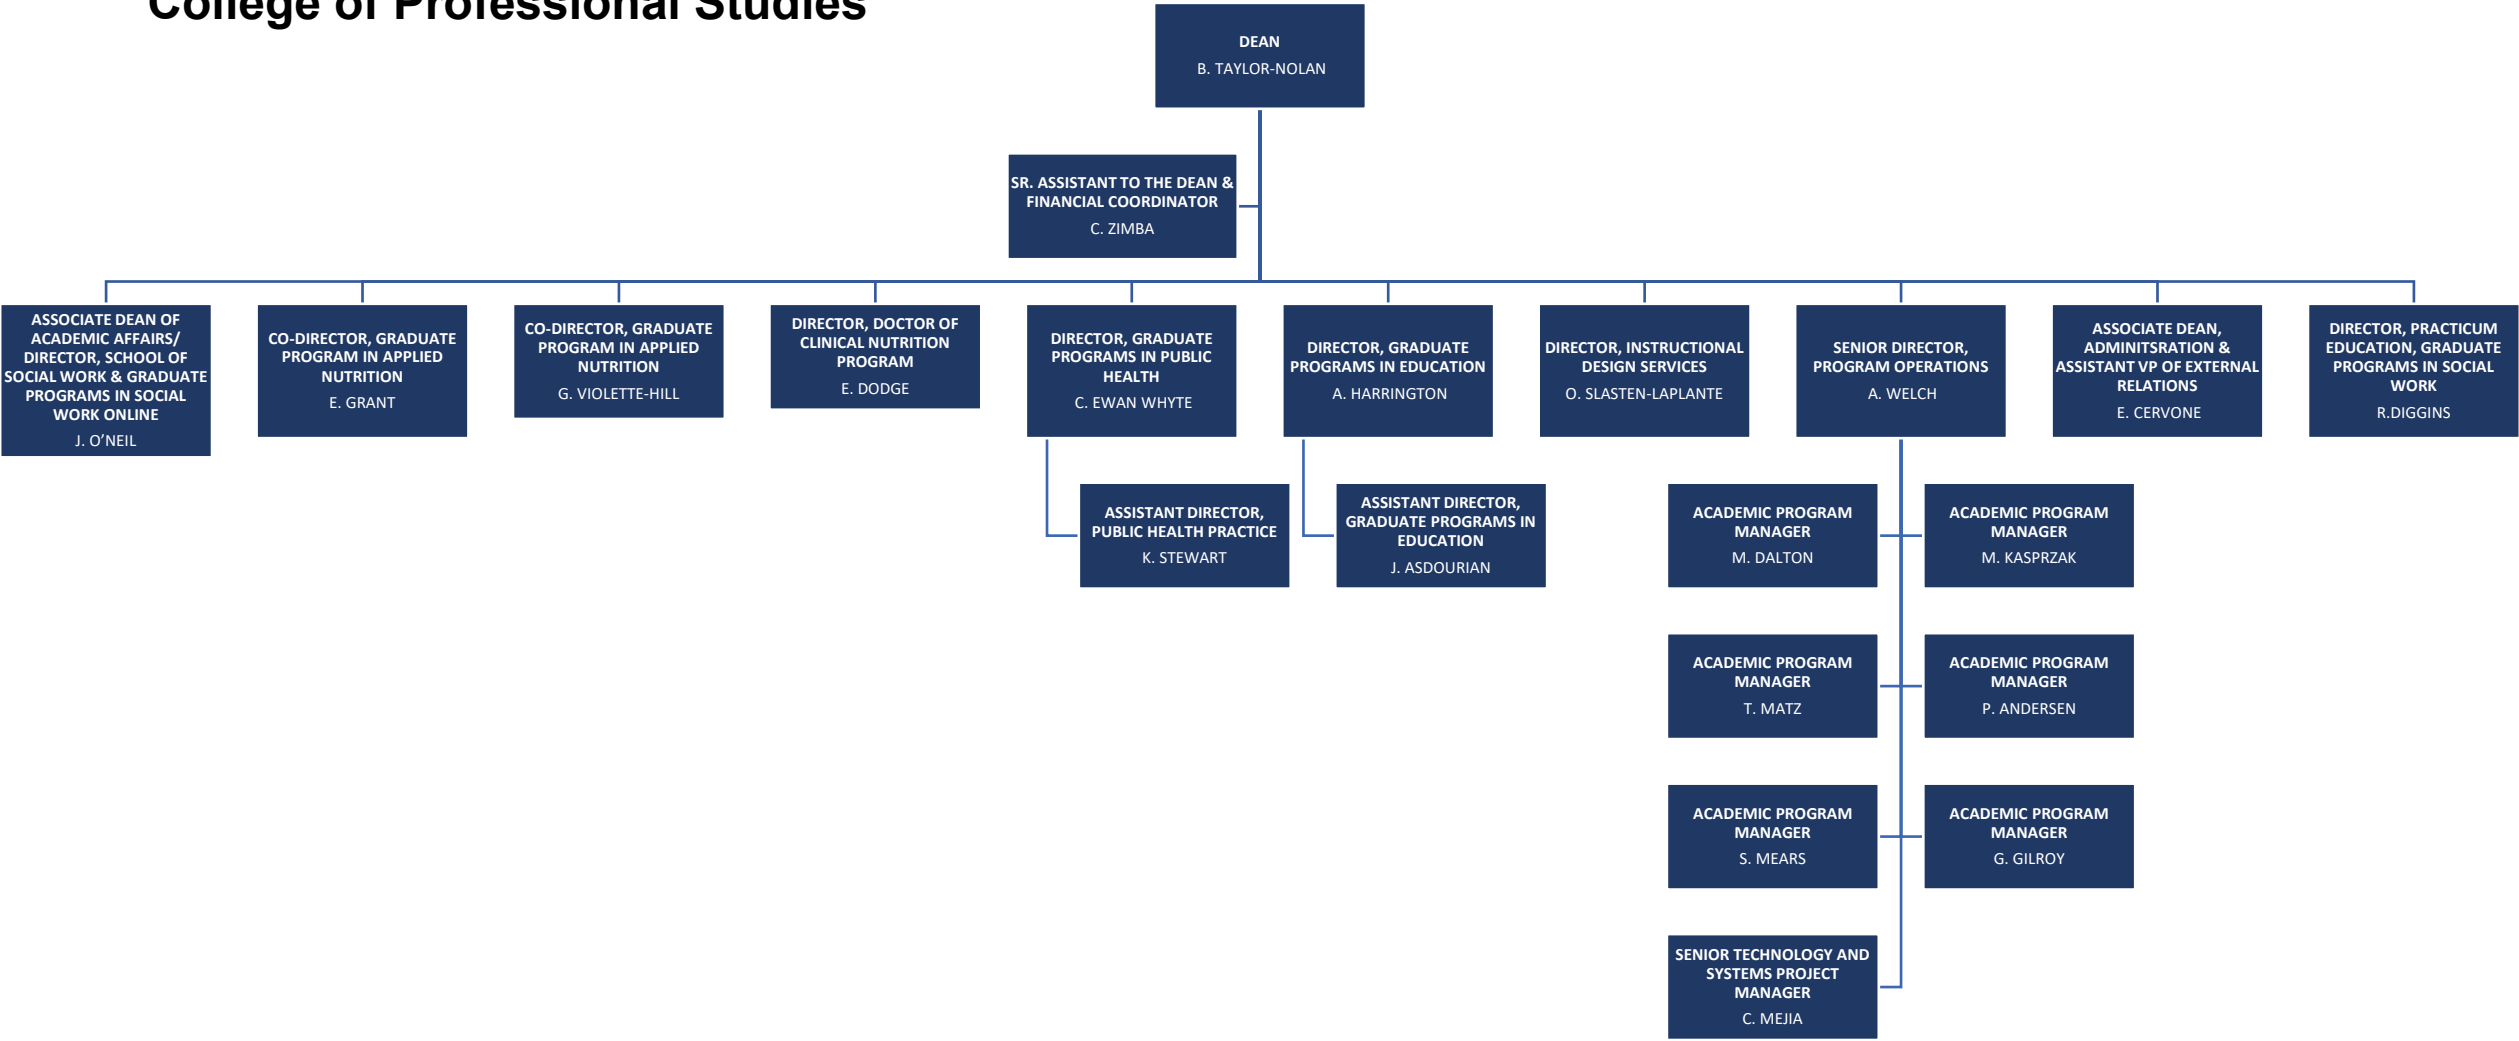 College of Professional Studies
DEAN
B. TAYLOR-NOLAN
SR. ASSISTANT TO THE DEAN &
FINANCIAL COORDINATOR
C. ZIMBA
ASSOCIATE DEAN OF
ACADEMIC AFFAIRS/
DIRECTOR, SCHOOL OF
SOCIAL WORK & GRADUATE
PROGRAMS IN SOCIAL
WORK ONLINE
J. O’NEIL
CO-DIRECTOR, GRADUATE
PROGRAM IN APPLIED
NUTRITION
E. GRANT
CO-DIRECTOR, GRADUATE
PROGRAM IN APPLIED
NUTRITION
G. VIOLETTE-HILL
DIRECTOR, DOCTOR OF
CLINICAL NUTRITION
PROGRAM
E. DODGE
DIRECTOR, GRADUATE
PROGRAMS IN PUBLIC
HEALTH
C. EWAN WHYTE
DIRECTOR, GRADUATE
PROGRAMS IN EDUCATION
A. HARRINGTON
DIRECTOR, INSTRUCTIONAL
DESIGN SERVICES
O. SLASTEN-LAPLANTE
SENIOR DIRECTOR,
PROGRAM OPERATIONS
A. WELCH
ASSOCIATE DEAN,
ADMINITSRATION &
ASSISTANT VP OF EXTERNAL
RELATIONS
E. CERVONE
DIRECTOR, PRACTICUM
EDUCATION, GRADUATE
PROGRAMS IN SOCIAL
WORK
R.DIGGINS
ASSISTANT DIRECTOR,
PUBLIC HEALTH PRACTICE
K. STEWART
ASSISTANT DIRECTOR,
GRADUATE PROGRAMS IN
EDUCATION
J. ASDOURIAN
ACADEMIC PROGRAM
MANAGER
M. DALTON
ACADEMIC PROGRAM
MANAGER
M. KASPRZAK
ACADEMIC PROGRAM
MANAGER
T. MATZ
ACADEMIC PROGRAM
MANAGER
P. ANDERSEN
ACADEMIC PROGRAM
MANAGER
S. MEARS
ACADEMIC PROGRAM
MANAGER
G. GILROY
SENIOR TECHNOLOGY AND
SYSTEMS PROJECT
MANAGER
C. MEJIA